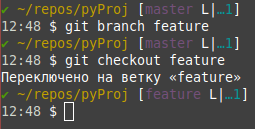 ✔ ~/repos/pyProj [master L|…1]
12:48 $ git branch feature
✔ ~/repos/pyProj [master L|…1]
12:48 $ git checkout feature
Переключено на ветку «feature»
✔ ~/repos/pyProj [feature L|…1]
12:48 $